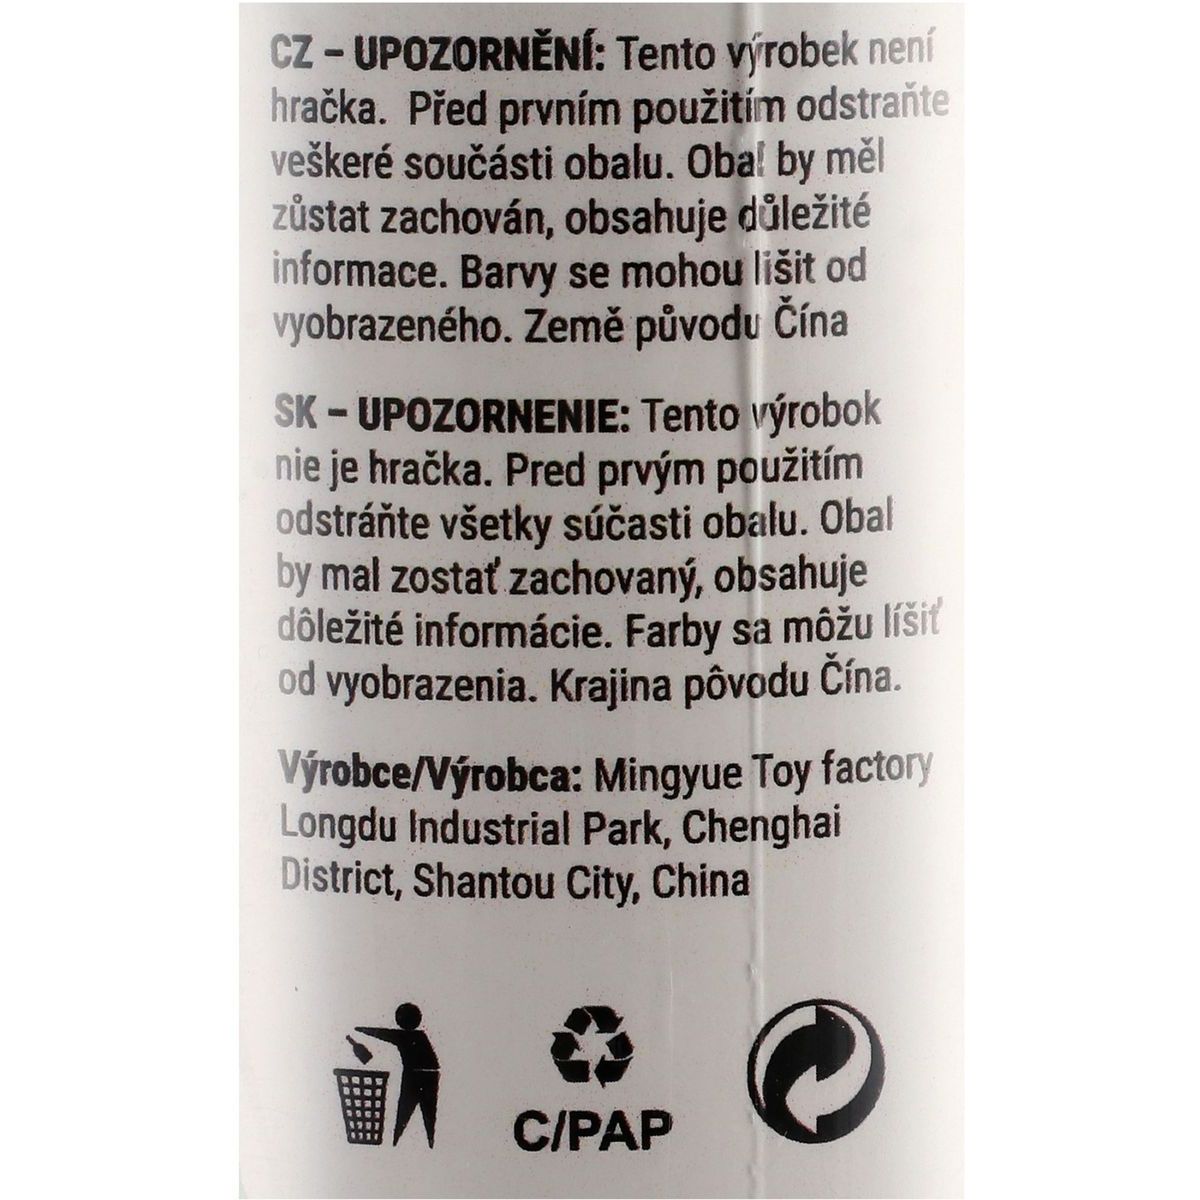 CZ – UPOZORNĚNÍ: Tento výrobek není
hračka. Před prvním použitím odstraňte
veškeré součásti obalu. Obal by měl
zůstat zachován, obsahuje důležité
informace. Barvy se mohou lišit od
vyobrazeného. Země původu Čína
SK – UPOZORNENIE: Tento výrobok
nie je hračka. Pred prvým použitím
odstráňte všetky súčasti obalu. Obal
by mal zostať zachovaný, obsahuje
dôležité informácie. Farby sa môžu líšiť
od vyobrazenia. Krajina pôvodu Čína.
Výrobce/Výrobca: Mingyue Toy factory
Longdu Industrial Park, Chenghai
District, Shantou City, China
C/PAP